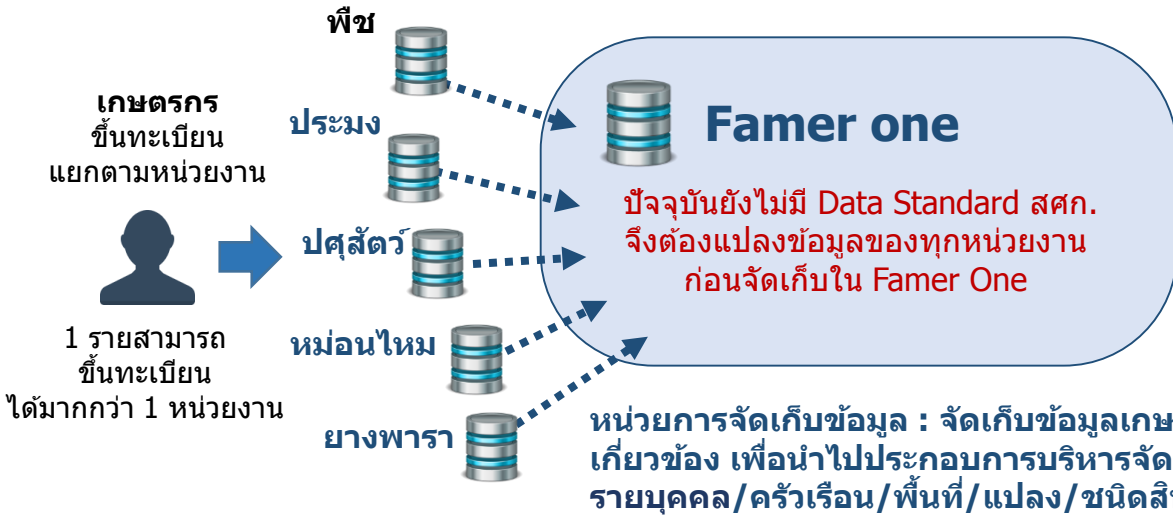 พืช
เกษตรกร
ขึ้นทะเบียน
แยกตามหน่วยงาน
ประมง
ปศุสัตว์
หม่อนไหม
ยางพารา
1 รายสามารถ
ขึ้นทะเบียน
ได้มากกว่า 1 หน่วยงาน
Famer one
ปัจจุบันยังไม่มี Data Standard สศก.
จึงต้องแปลงข้อมูลของทุกหน่วยงาน
ก่อนจัดเก็บใน Famer One
หน่วยการจัดเก็บข้อมูล : จัดเก็บข้อมูลเกษ
เกี่ยวข้อง เพื่อนำไปประกอบการบริหารจัด
รายบุคคล/ครัวเรือน/พื้นที่/แปลง/ชนิดสิ